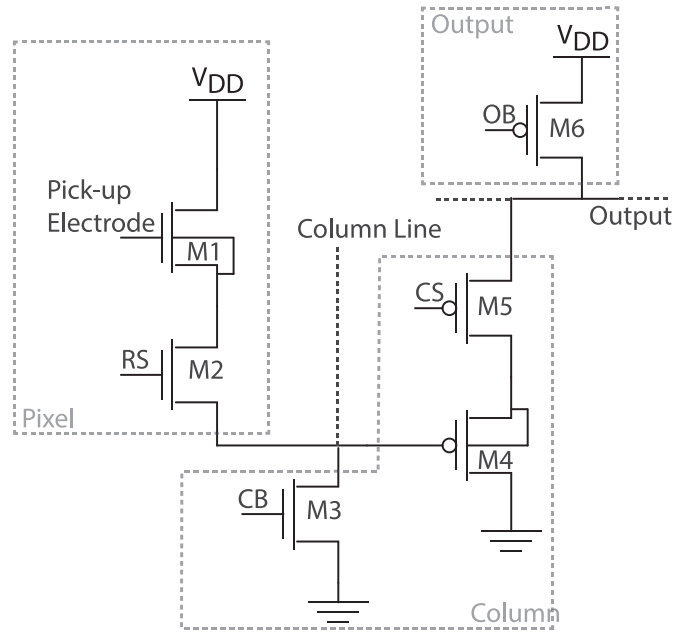 Output
VDD
OB
M6
Output
VDD
Pick-up
Electrode
M1
Column Line
CS
M5
RS
M2
Pixel
M4
CB
M3
Column